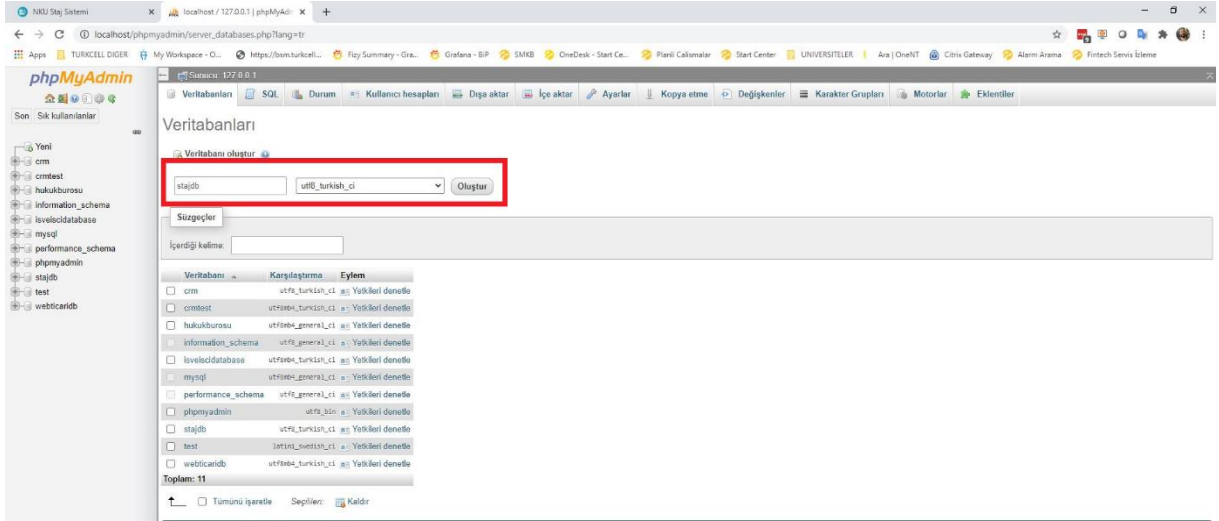 NKU Staj Sistemi
localhost / 127.0.0.1 | phpMyAdm
localhost/phpmyadmin/server_databases.php?lang=tr
Apps TURKCELL DIGER My Workspace - O... https://bsm.turkcell... Fizy Summary - Gra... Grafana - BiP SMKB OneDesk - Start Ce... Planli Calismalar Start Center UNIVERSITELER Ara | OneNT Citrix Gateway Alarm Arama Fintech Servis İzleme
phpMyAdmin
Son Sık kullanılanlar
Yeni
crm
crmtest
hukukburosu
information_schema
isveiscidatabase
mysql
performance_schema
phpmyadmin
stajdb
test
webticaridb
Sunucu: 127.0.0.1
Veritabanları SQL Durum Kullanıcı hesapları Dışa aktar İçe aktar Ayarlar Kopya etme Değişkenler Karakter Grupları Motorlar Eklentiler
Veritabanları
Veritabanı oluştur
stajdb utf8_turkish_ci Oluştur
Süzgeçler
İçerdiği kelime:
Veritabanı Karşılaştırma Eylem
crm utf8_turkish_ci Yetkileri denetle
crmtest utf8mb4_turkish_ci Yetkileri denetle
hukukburosu utf8mb4_general_ci Yetkileri denetle
information_schema utf8_general_ci Yetkileri denetle
isveiscidatabase utf8mb4_turkish_ci Yetkileri denetle
mysql utf8mb4_general_ci Yetkileri denetle
performance_schema utf8_general_ci Yetkileri denetle
phpmyadmin utf8_bin Yetkileri denetle
stajdb utf8_turkish_ci Yetkileri denetle
test latin1_swedish_ci Yetkileri denetle
webticaridb utf8mb4_turkish_ci Yetkileri denetle
Toplam: 11
Tümünü işaretle Seçilileri: Kaldır